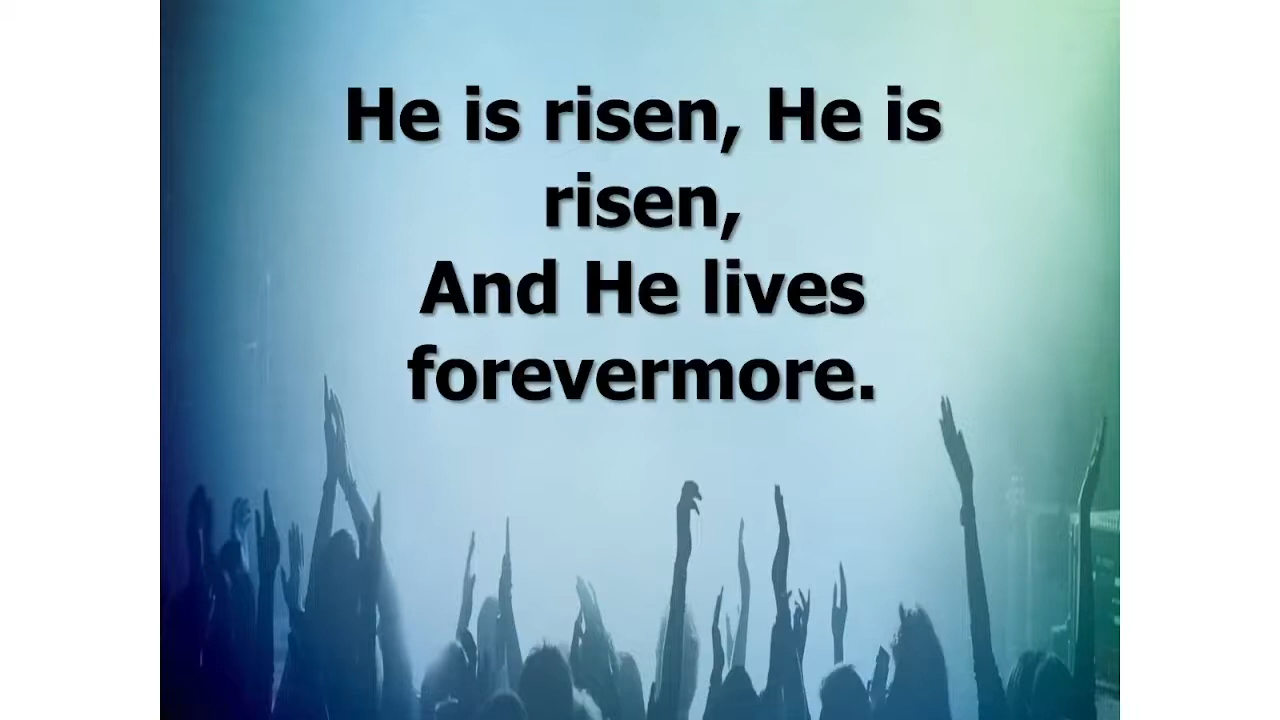 He is risen, He is
risen,
And He lives
forevermore.